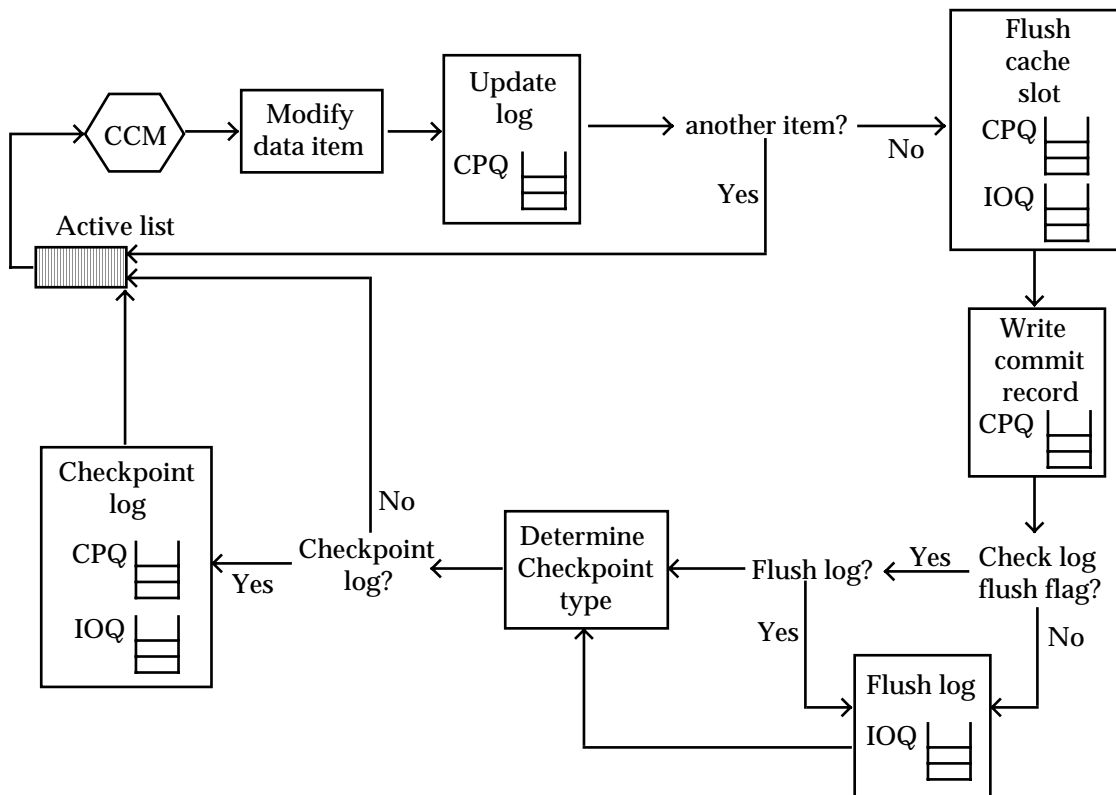 Flush
cache
slot
CPQ
IOQ
Update
log
CPQ
CCM
Modify
data item
another item?
No
Yes
Active list
Write
commit
record
CPQ
Checkpoint
log
CPQ
IOQ
No
Checkpoint
log?
Yes
Determine
Checkpoint
type
Flush log?
Yes
Yes
Check log
flush flag?
No
Flush log
IOQ